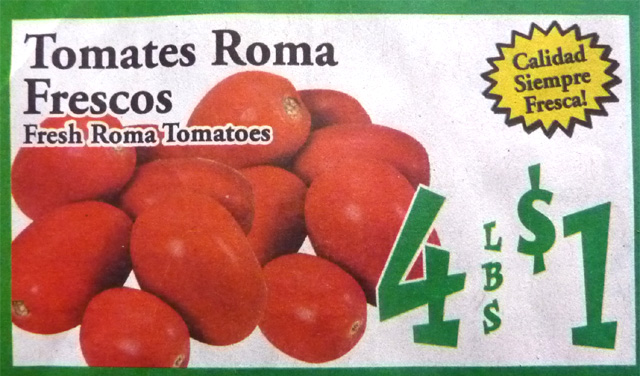 Tomates Roma
Frescos
Fresh Roma Tomatoes
Calidad
Siempre
Fresca!
4 LBS $1